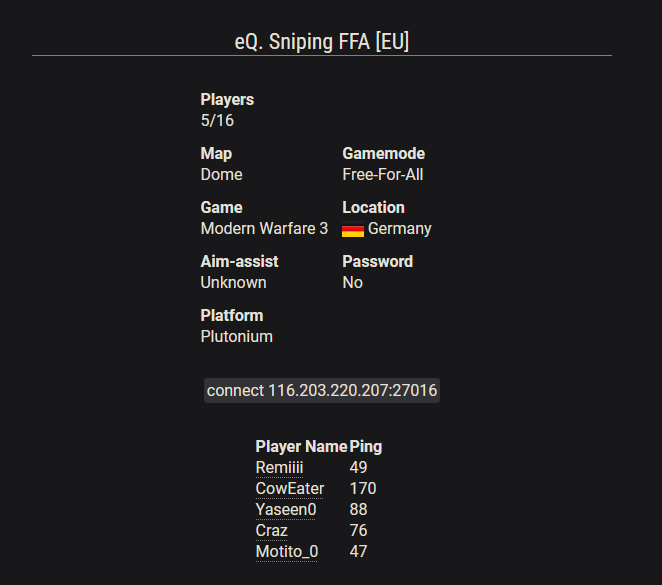 eQ. Sniping FFA [EU]
Players
5/16
Map Gamemode
Dome Free-For-All
Game Location
Modern Warfare 3 Germany
Aim-assist Password
Unknown No
Platform
Plutonium
connect 116.203.220.207:27016
Player Name Ping
Remiiii 49
CowEater 170
Yaseen0 88
Craz 76
Motito_0 47